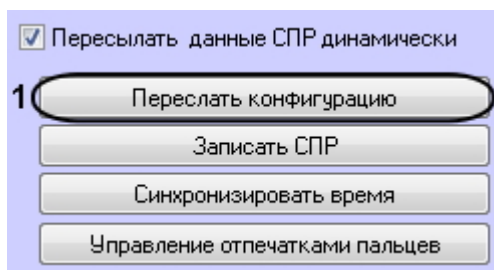 Пересылать данные СПР динамически
1 Переслать конфигурацию
Записать СПР
Синхронизировать время
Управление отпечатками пальцев